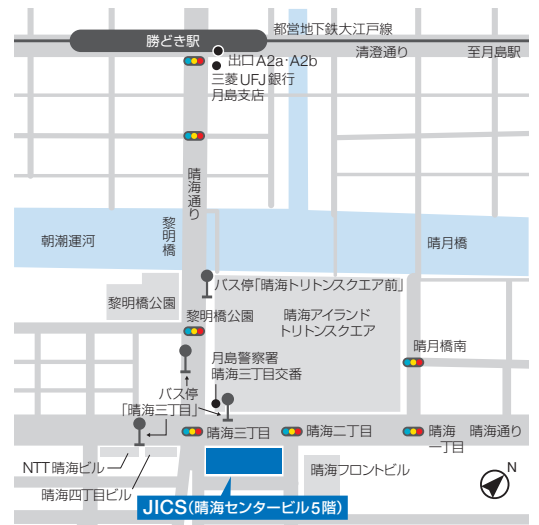 都営地下鉄大江戸線
勝どき駅
清澄通り
至月島駅
出口A2a・A2b
三菱UFJ銀行
月島支店
晴海通り
朝潮運河
黎明橋
晴月橋
バス停「晴海トリトンスクエア前」
黎明橋公園
黎明橋公園
晴海アイランド
トリトンスクエア
月島警察署
晴海三丁目交番
晴月橋南
バス停
「晴海三丁目」
晴海三丁目
晴海二丁目
晴海
一丁目
晴海通り
NTT晴海ビル
晴海四丁目ビル
晴海フロントビル
N
JICS(晴海センタービル5階)